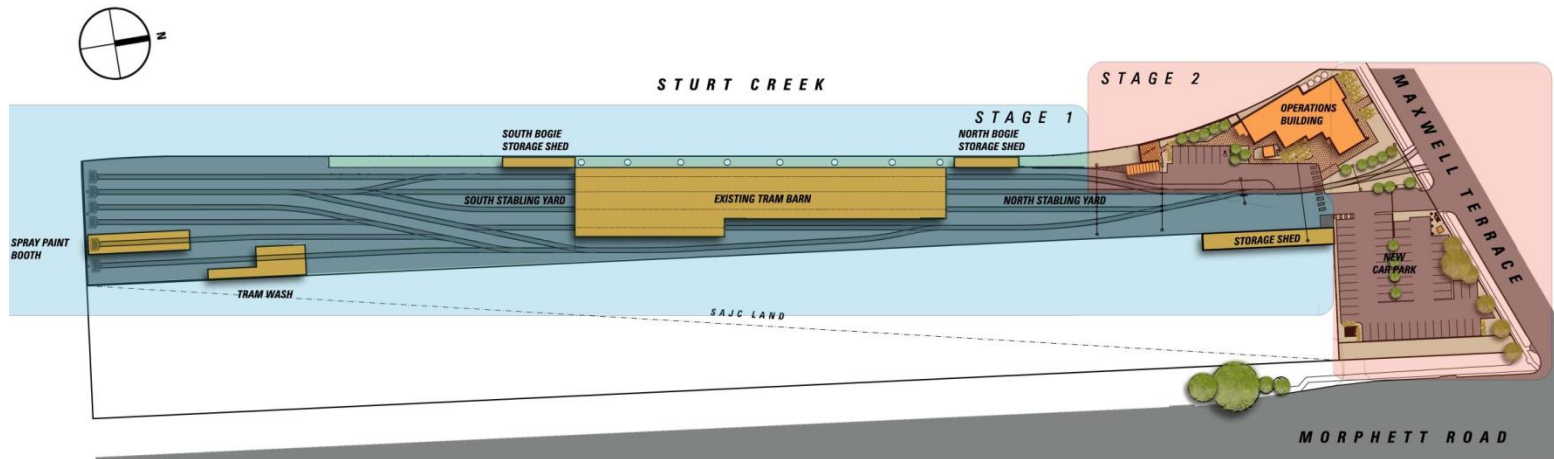 N
STURT CREEK
STAGE 2
MAXWELL TERRACE
STAGE 1
OPERATIONS
BUILDING
SOUTH BOGIE
STORAGE SHED
NORTH BOGIE
STORAGE SHED
SOUTH STABLING YARD
EXISTING TRAM BARN
NORTH STABLING YARD
SPRAY PAINT
BOOTH
STORAGE SHED
NEW
CAR PARK
TRAM WASH
SAJC LAND
MORPHETT ROAD